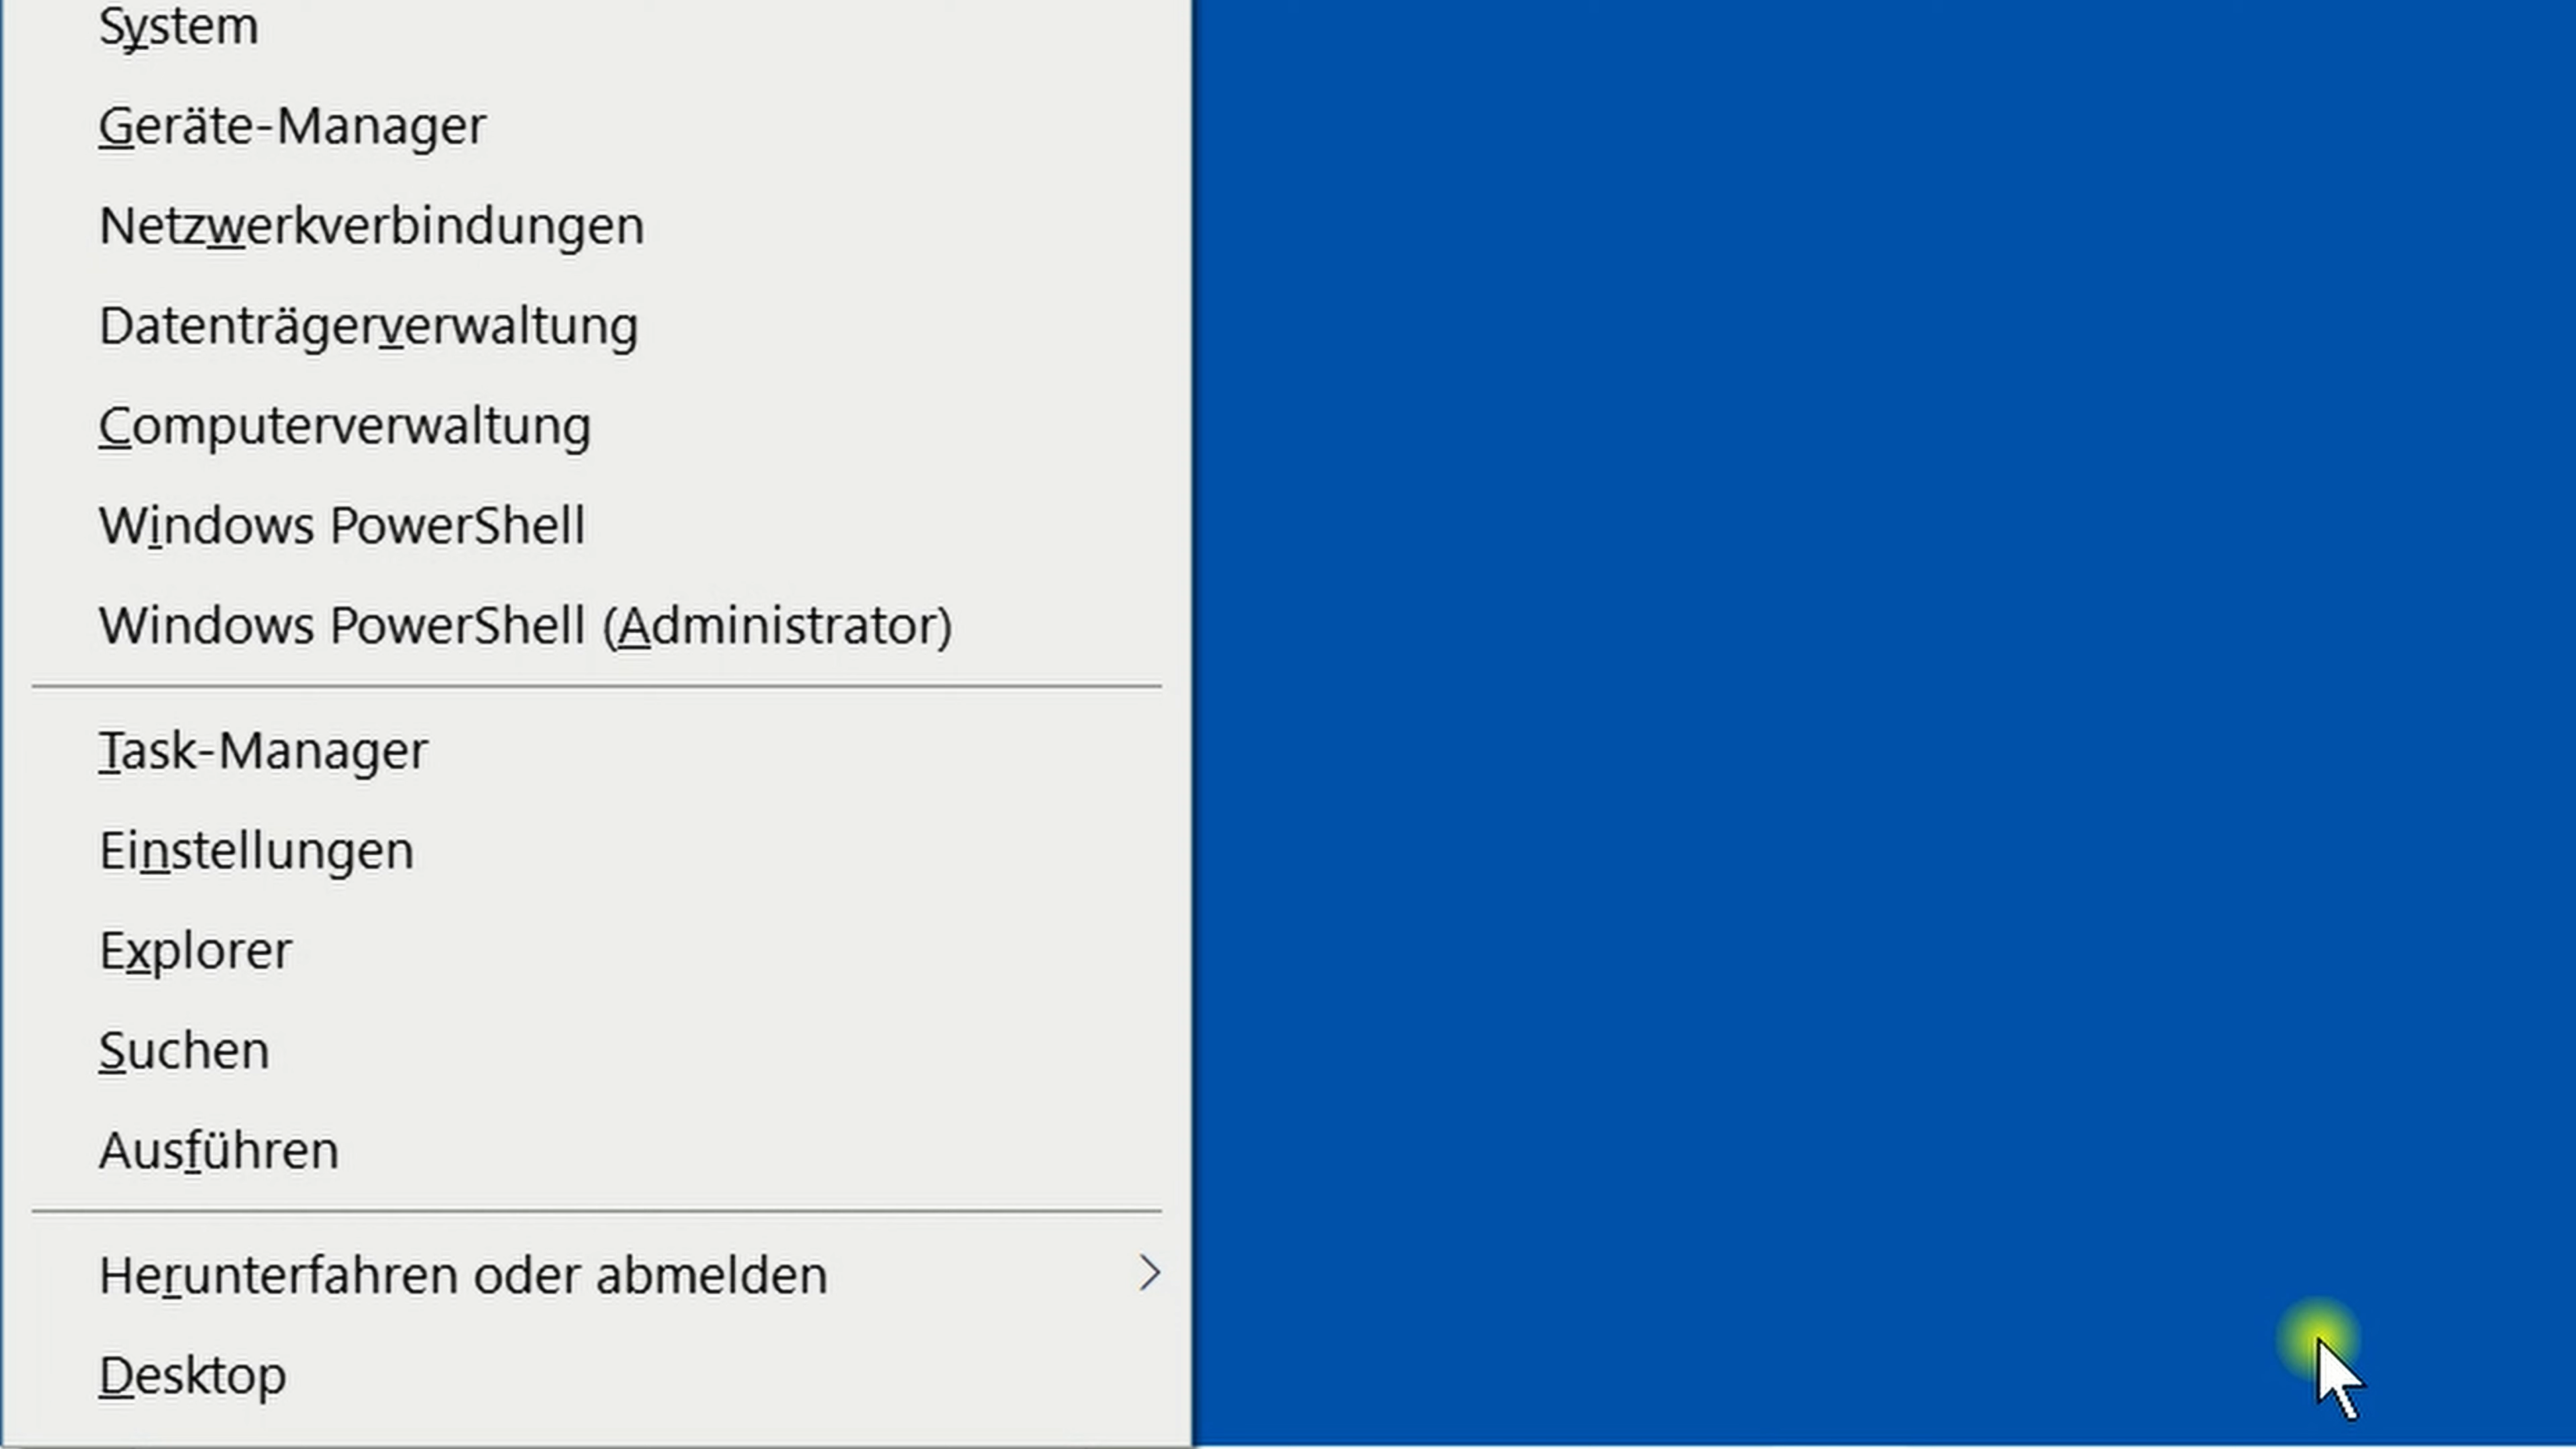 System
Geräte-Manager
Netzwerkverbindungen
Datenträgerverwaltung
Computerverwaltung
Windows PowerShell
Windows PowerShell (Administrator)
Task-Manager
Einstellungen
Explorer
Suchen
Ausführen
Herunterfahren oder abmelden
Desktop